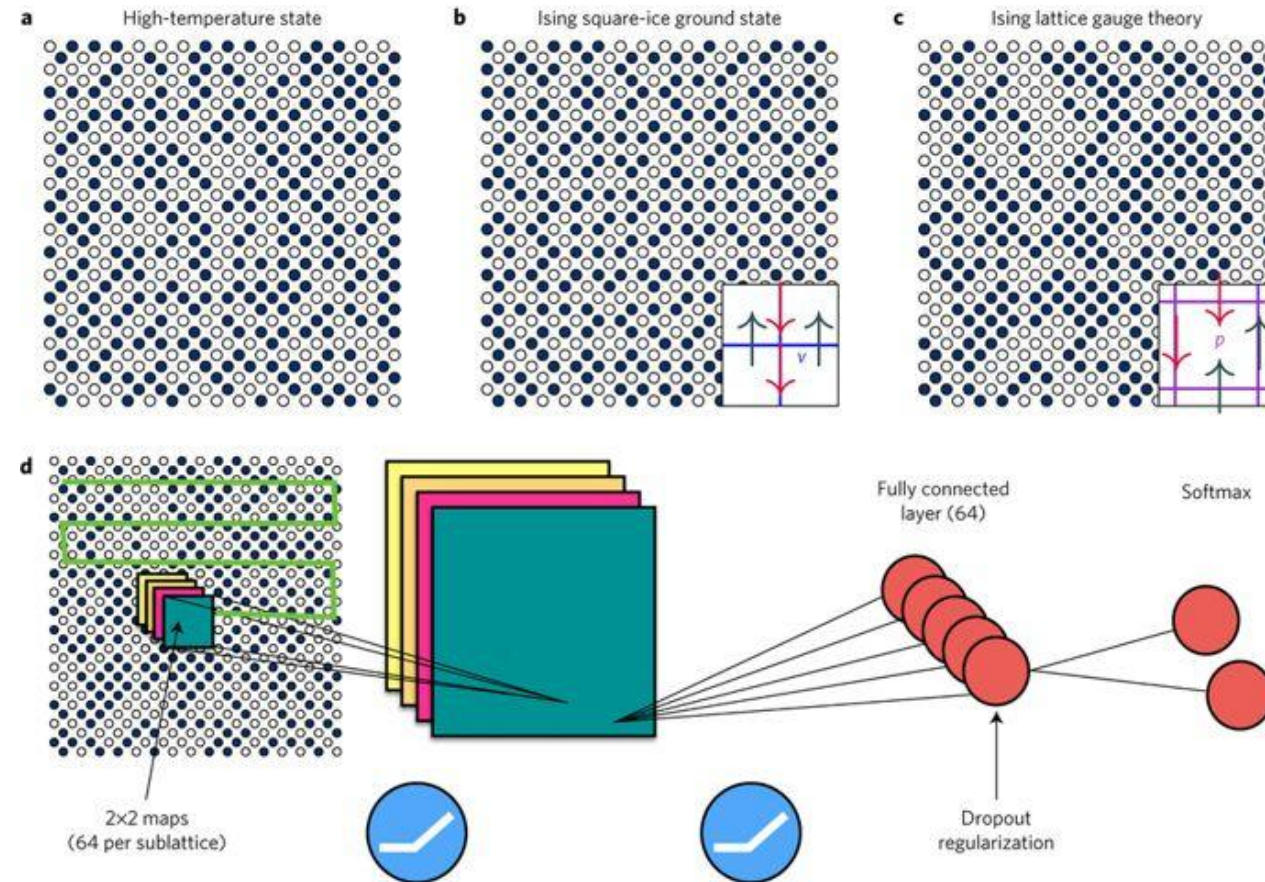 a High-temperature state
b Ising square-ice ground state
c Ising lattice gauge theory
v
p
d
Fully connected
layer (64)
Softmax
2×2 maps
(64 per sublattice)
Dropout
regularization